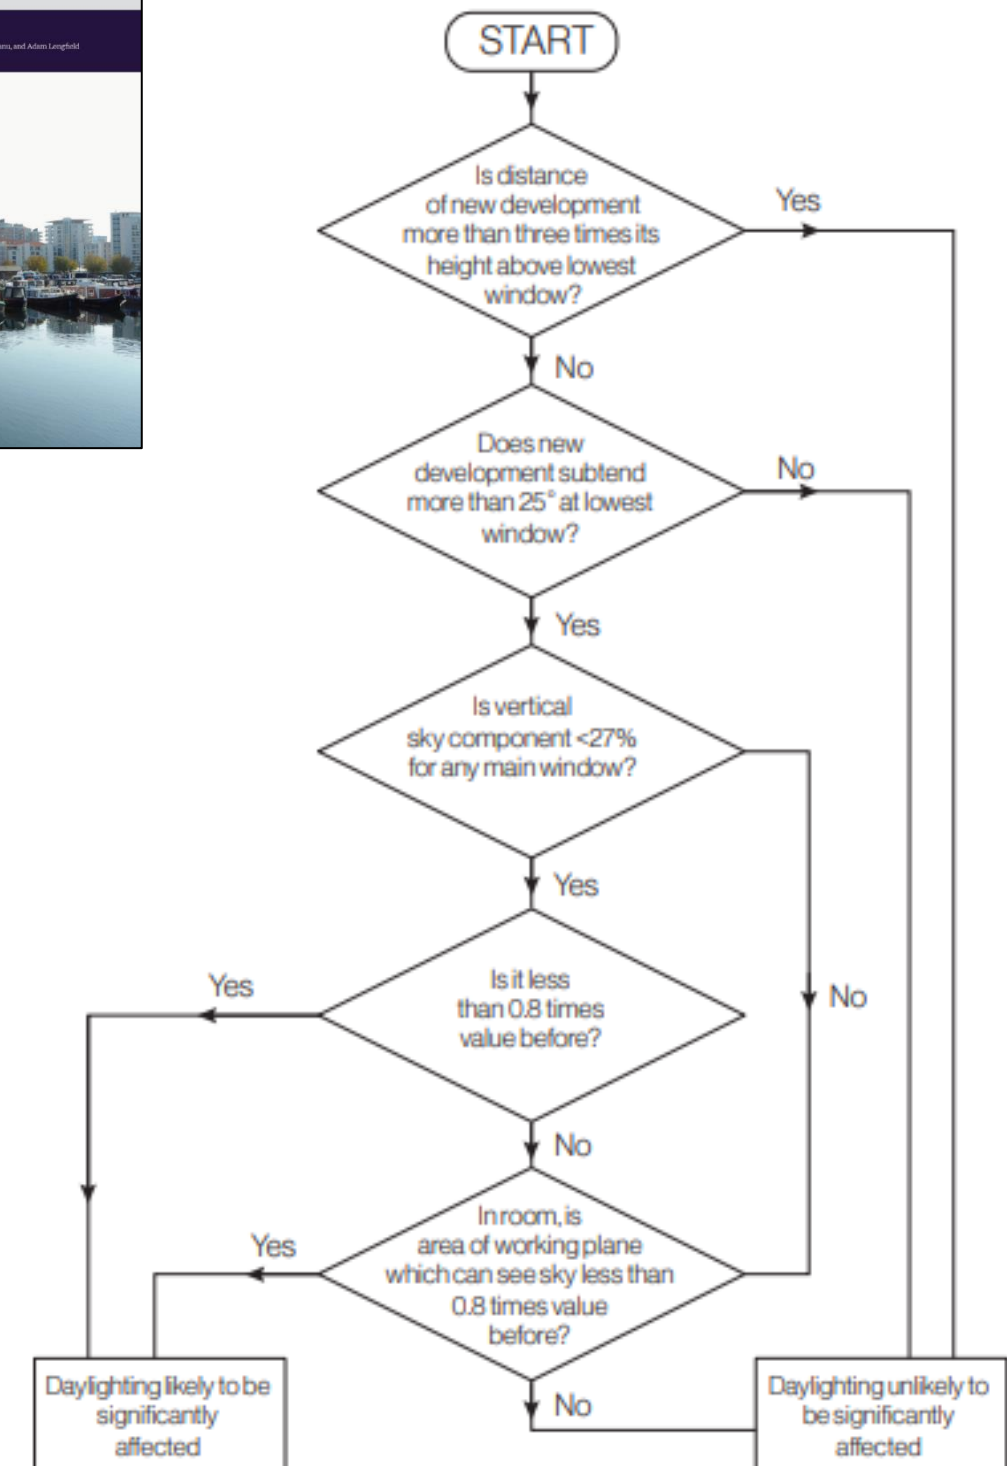 and Adam Longfield
START
Is distance
of new development
more than three times its
height above lowest
window?
Yes
No
Does new
development subtend
more than 25° at lowest
window?
No
Yes
Is vertical
sky component <27%
for any main window?
Yes
No
Is it less
than 0.8 times
value before?
Yes
No
In room, is
area of working plane
which can see sky less than
0.8 times value
before?
Yes
No
Daylighting likely to be
significantly
affected
Daylighting unlikely to
be significantly
affected